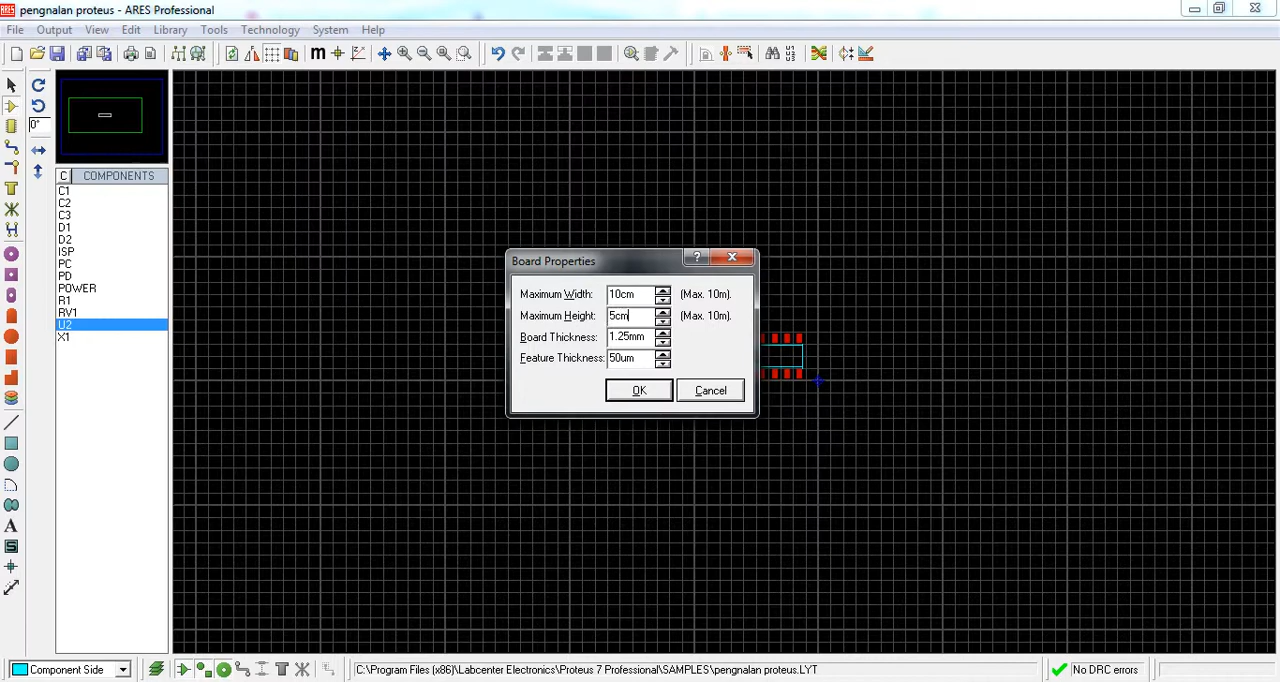 pengnalan proteus - ARES Professional
File Output View Edit Library Tools Technology System Help
m
0°
C COMPONENTS
C1
C2
C3
D1
D2
ISP
PC
PD
POWER
R1
RV1
U2
X1
Board Properties
?
Maximum Width: 10cm (Max. 10m).
Maximum Height: 5cm (Max. 10m).
Board Thickness: 1.25mm
Feature Thickness: 50um
OK Cancel
A
S
Component Side
C:\Program Files (x86)\Labcenter Electronics\Proteus 7 Professional\SAMPLES\pengnalan proteus.LYT
No DRC errors